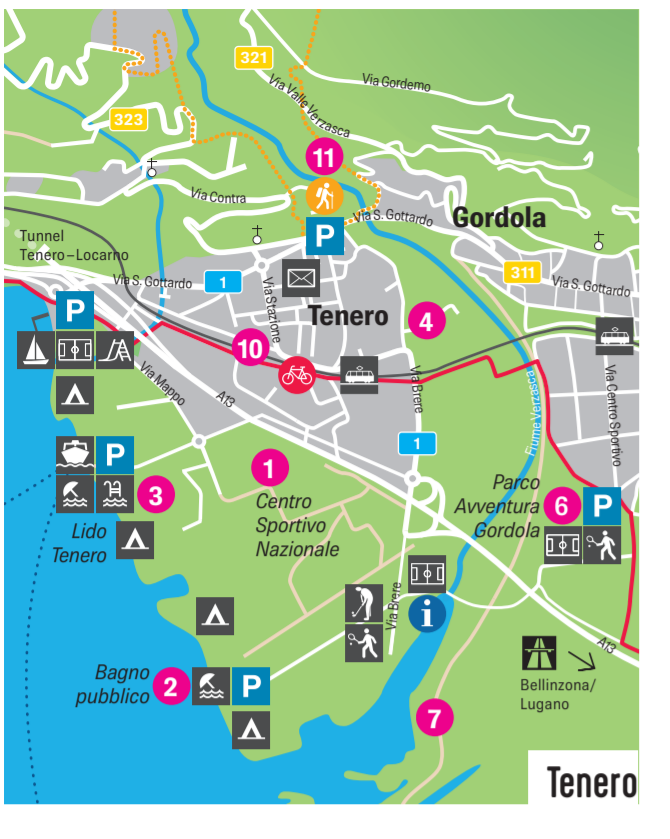 321
Via Gordemo
Via Valle Verzasca
323
11
Via Contra
P
Via S. Gottardo
Gordola
Tunnel
Tenero–Locarno
Via S. Gottardo
1
311
Via S. Gottardo
Via Stazione
P
Tenero
4
10
Via Mappo
A13
Via Brere
Fiume Verzasca
Via Centro Sportivo
1
P
1
Centro
Sportivo
Nazionale
3
Lido
Tenero
Parco
Avventura
Gordola
6
P
Via Brere
i
A13
Bellinzona/
Lugano
Bagno
pubblico
2
P
7
Tenero